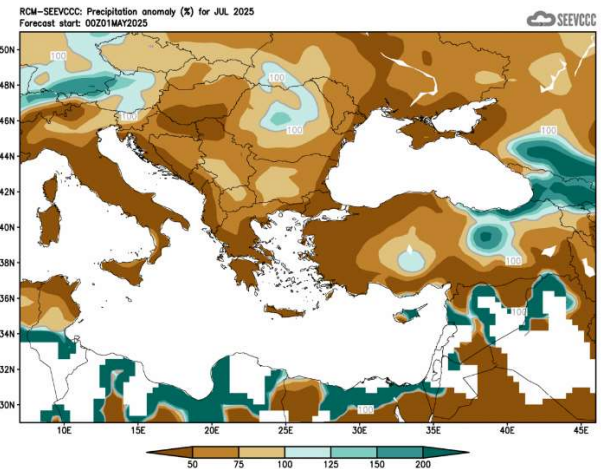 RCM-SEEVCCC: Precipitation anomaly (%) for JUL 2025
Forecast start: 00Z01MAY2025
SEEVCCC
50N
48N
46N
44N
42N
40N
38N
36N
34N
32N
30N
100
100
100
100
100
100
100
100
100
10E
15E
20E
25E
30E
35E
40E
45E
50
75
100
125
150
200